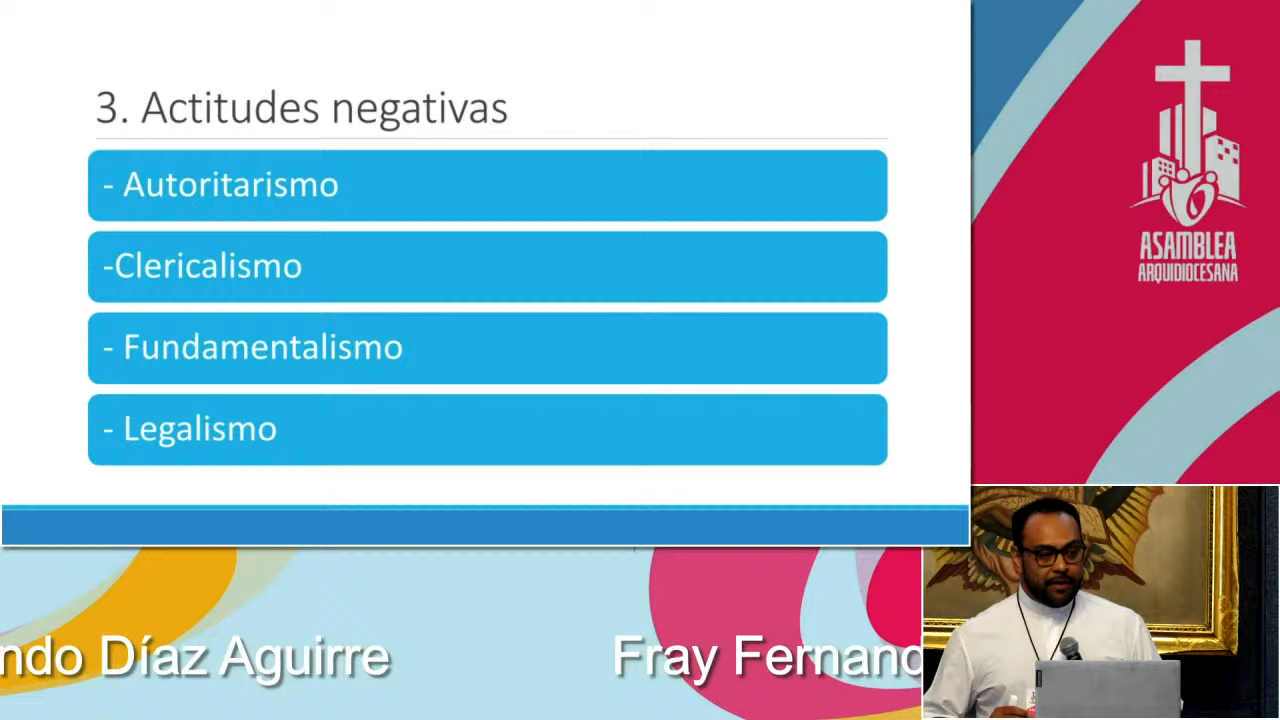 3. Actitudes negativas
- Autoritarismo
-Clericalismo
- Fundamentalismo
- Legalismo
ASAMBLEA
ARQUIDIOCESANA
ndo Díaz Aguirre
Fray Fernand